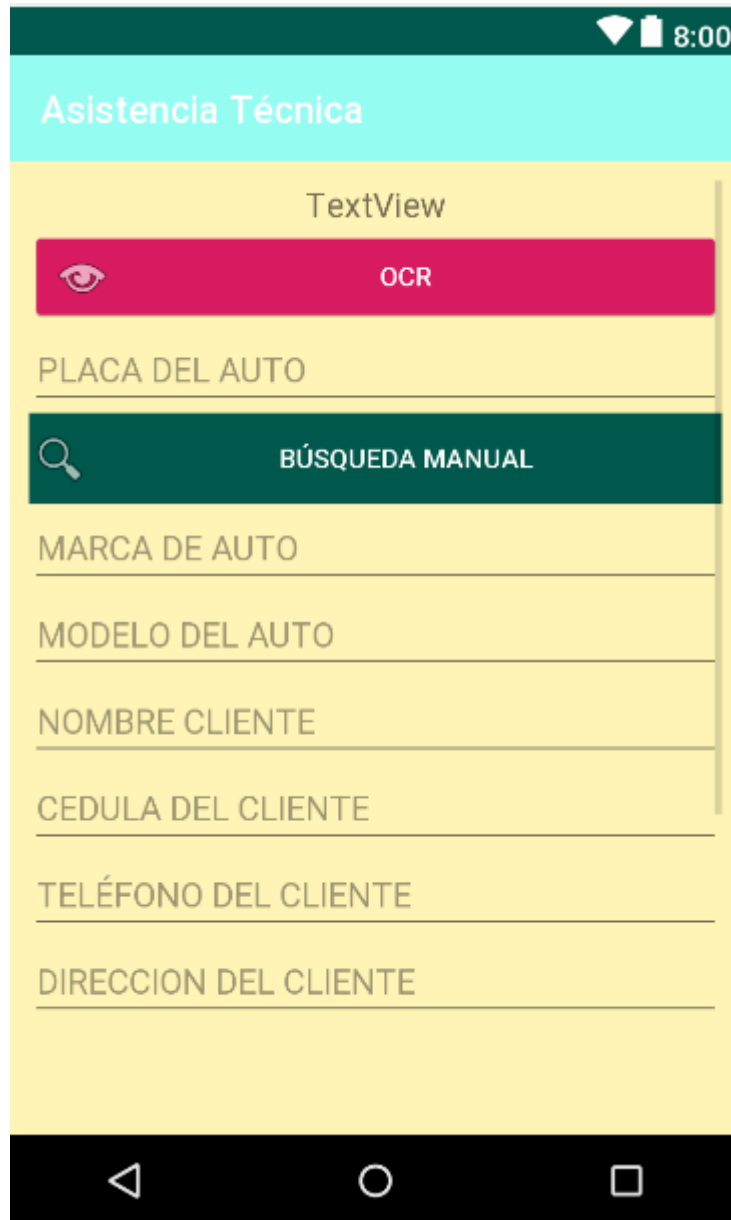 8:00
Asistencia Técnica
TextView
OCR
PLACA DEL AUTO
BÚSQUEDA MANUAL
MARCA DE AUTO
MODELO DEL AUTO
NOMBRE CLIENTE
CEDULA DEL CLIENTE
TELÉFONO DEL CLIENTE
DIRECCION DEL CLIENTE